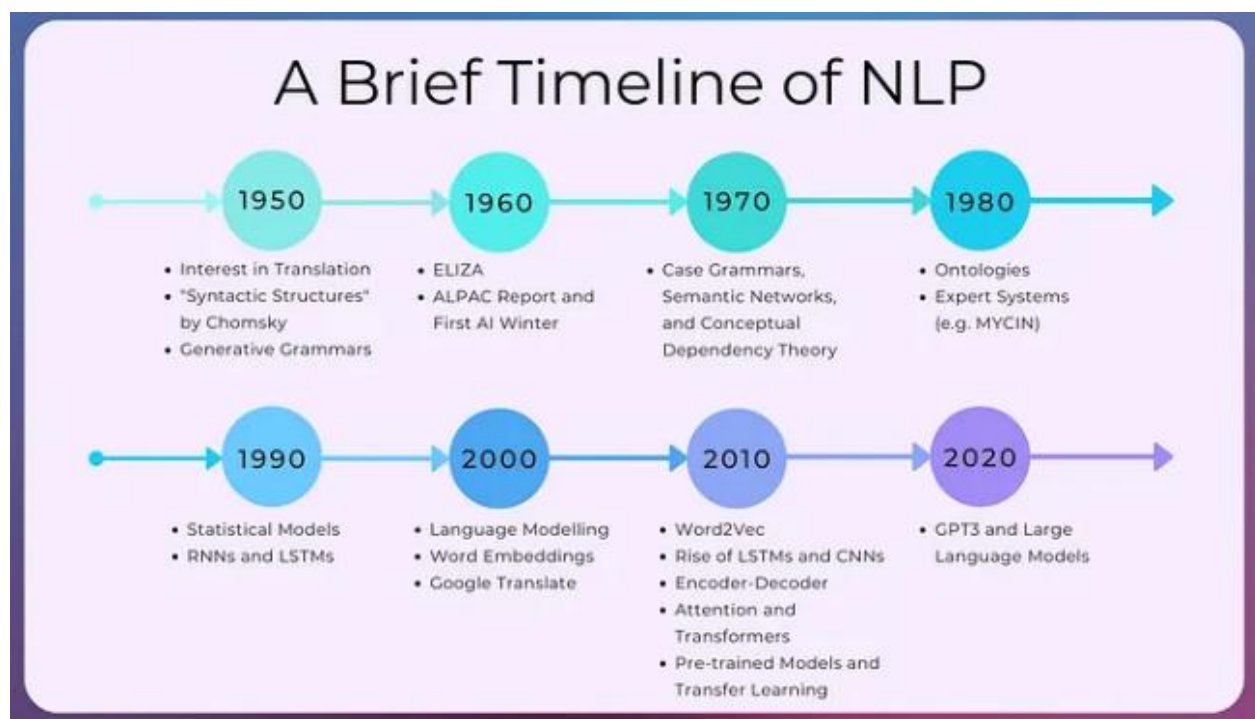 A Brief Timeline of NLP
1950
• Interest in Translation
• "Syntactic Structures"
by Chomsky
• Generative Grammars
1960
• ELIZA
• ALPAC Report and
First AI Winter
1970
• Case Grammars,
Semantic Networks,
and Conceptual
Dependency Theory
1980
• Ontologies
• Expert Systems
(e.g. MYCIN)
1990
• Statistical Models
• RNNs and LSTMs
2000
• Language Modelling
• Word Embeddings
• Google Translate
2010
• Word2Vec
• Rise of LSTMs and CNNs
• Encoder-Decoder
• Attention and
Transformers
• Pre-trained Models and
Transfer Learning
2020
• GPT3 and Large
Language Models